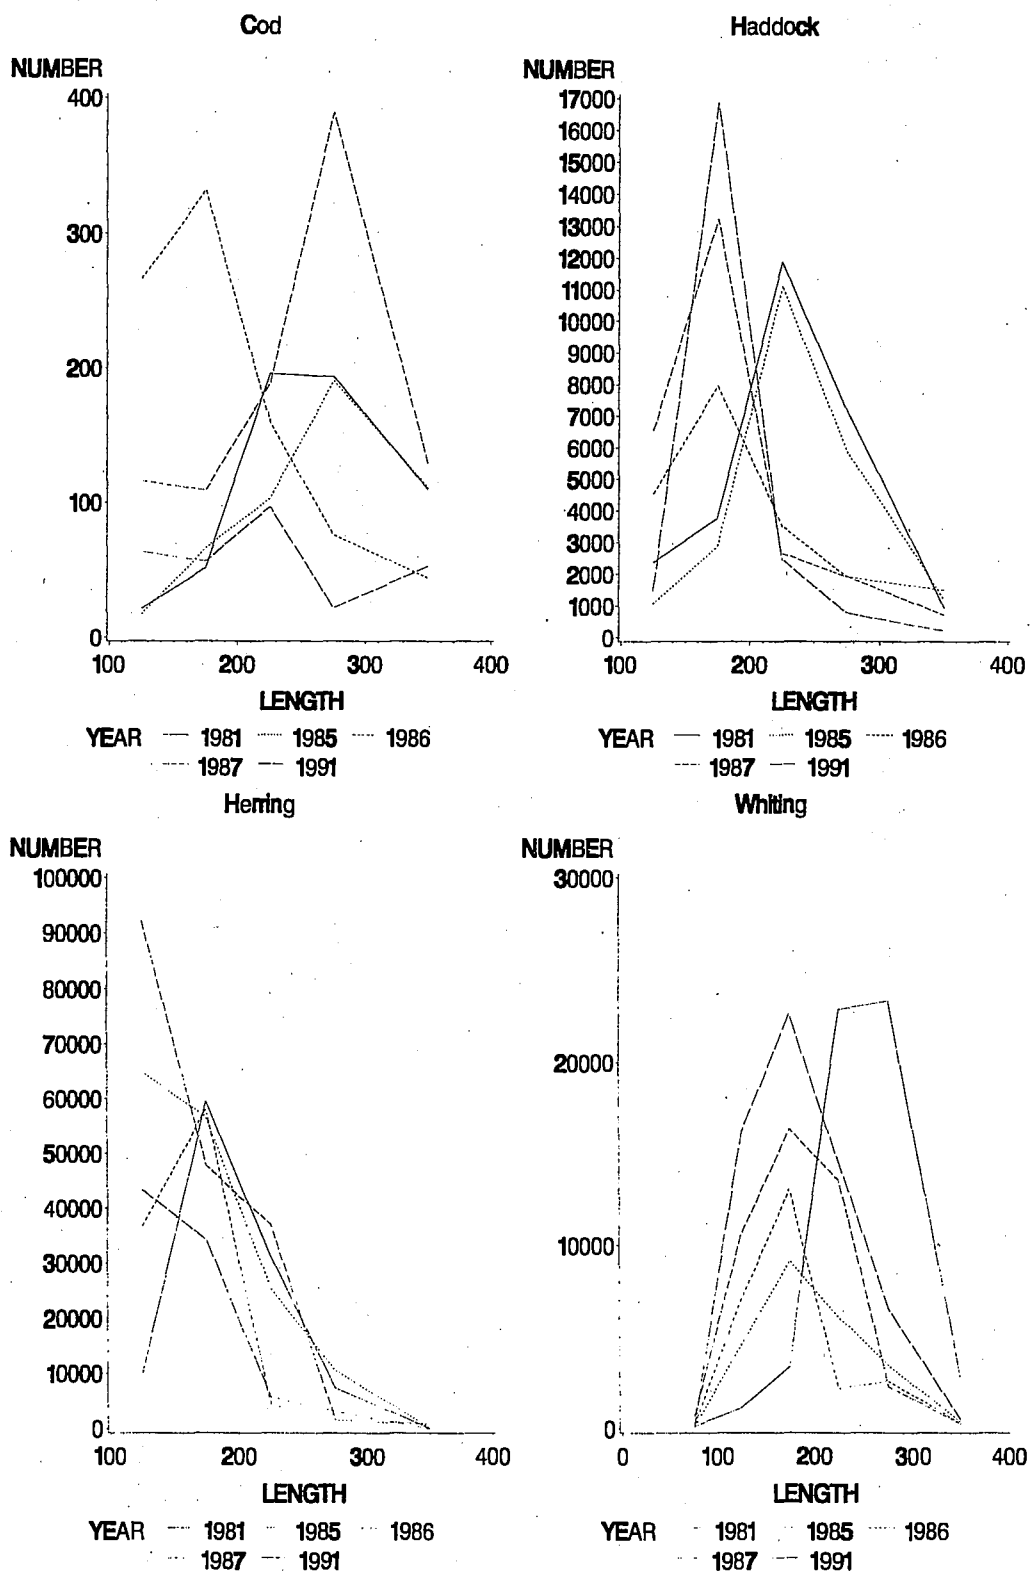 Cod
NUMBER
400
300
200
100
0
100 200 300 400
LENGTH
YEAR 1981 1985 1986
1987 1991
Haddock
NUMBER
17000
16000
15000
14000
13000
12000
11000
10000
9000
8000
7000
6000
5000
4000
3000
2000
1000
0
100 200 300 400
LENGTH
YEAR 1981 1985 1986
1987 1991
Herring
NUMBER
100000
90000
80000
70000
60000
50000
40000
30000
20000
10000
0
100 200 300 400
LENGTH
YEAR 1981 1985 1986
1987 1991
Whiting
NUMBER
30000
20000
10000
0
0 100 200 300 400
LENGTH
YEAR 1981 1985 1986
1987 1991